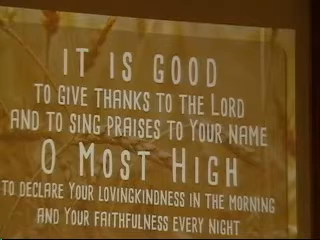 IT IS GOOD
TO GIVE THANKS TO THE LORD
AND TO SING PRAISES TO YOUR NAME
O MOST HIGH
TO DECLARE YOUR LOVINGKINDNESS IN THE MORNING
AND YOUR FAITHFULNESS EVERY NIGHT